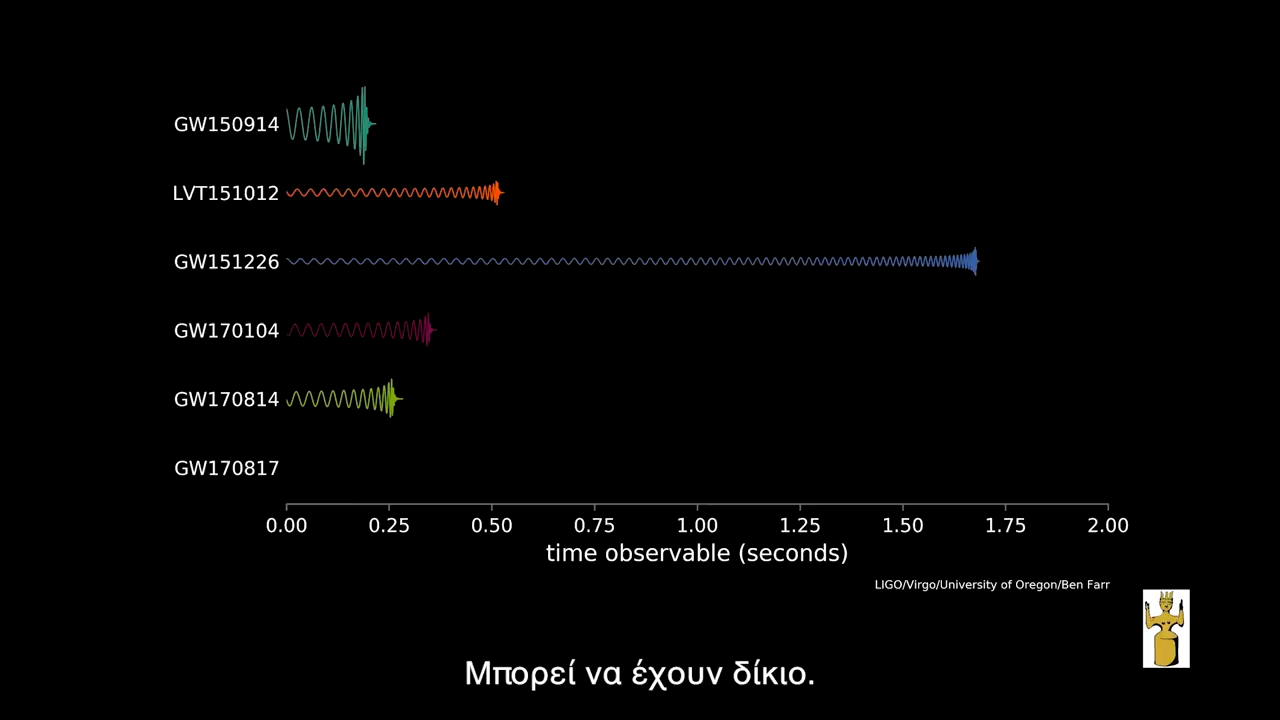 GW150914
LVT151012
GW151226
GW170104
GW170814
GW170817
0.00 0.25 0.50 0.75 1.00 1.25 1.50 1.75 2.00
time observable (seconds)
LIGO/Virgo/University of Oregon/Ben Farr
Μπορεί να έχουν δίκιο.